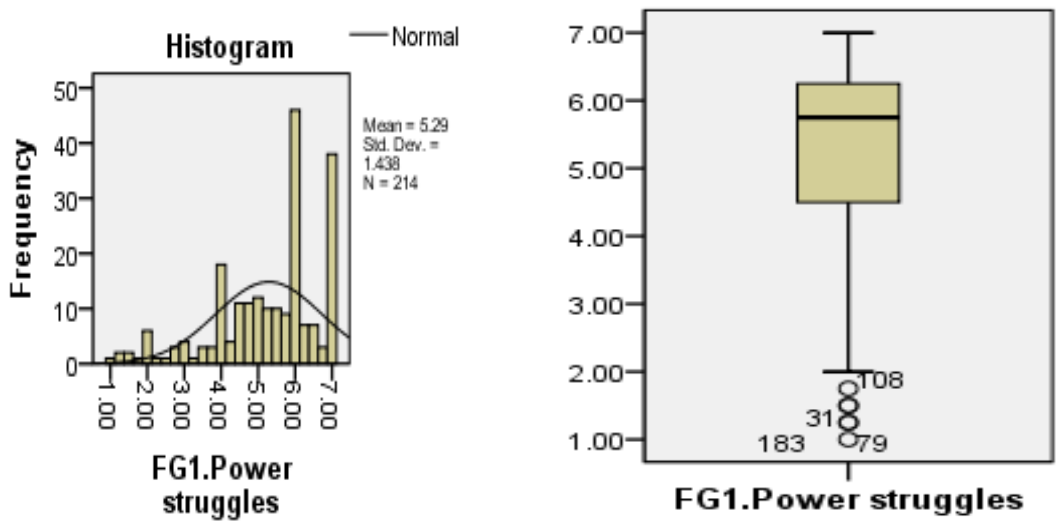 Histogram
Normal
Frequency
50
40
30
20
10
0
1.00
2.00
3.00
4.00
5.00
6.00
7.00
FG1.Power
struggles
Mean = 5.29
Std. Dev. =
1.438
N = 214
7.00
6.00
5.00
4.00
3.00
2.00
1.00
108
31
183
79
FG1.Power struggles